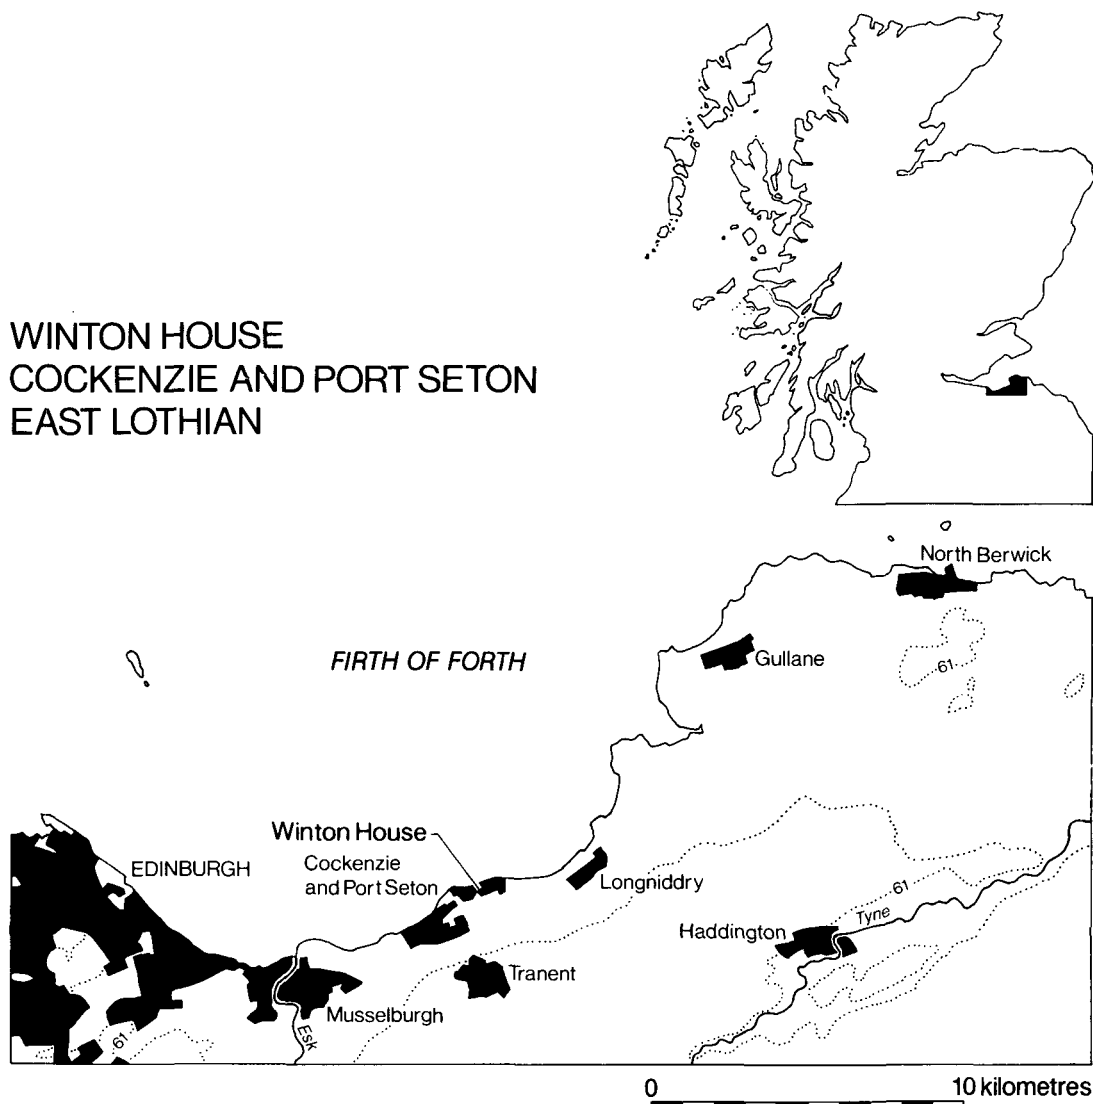 WINTON HOUSE
COCKENZIE AND PORT SETON
EAST LOTHIAN
North Berwick
61
Gullane
FIRTH OF FORTH
Winton House
Cockenzie
and Port Seton
EDINBURGH
Longniddry
61
Tyne
Haddington
Tranent
Musselburgh
Esk
61
0 10 kilometres